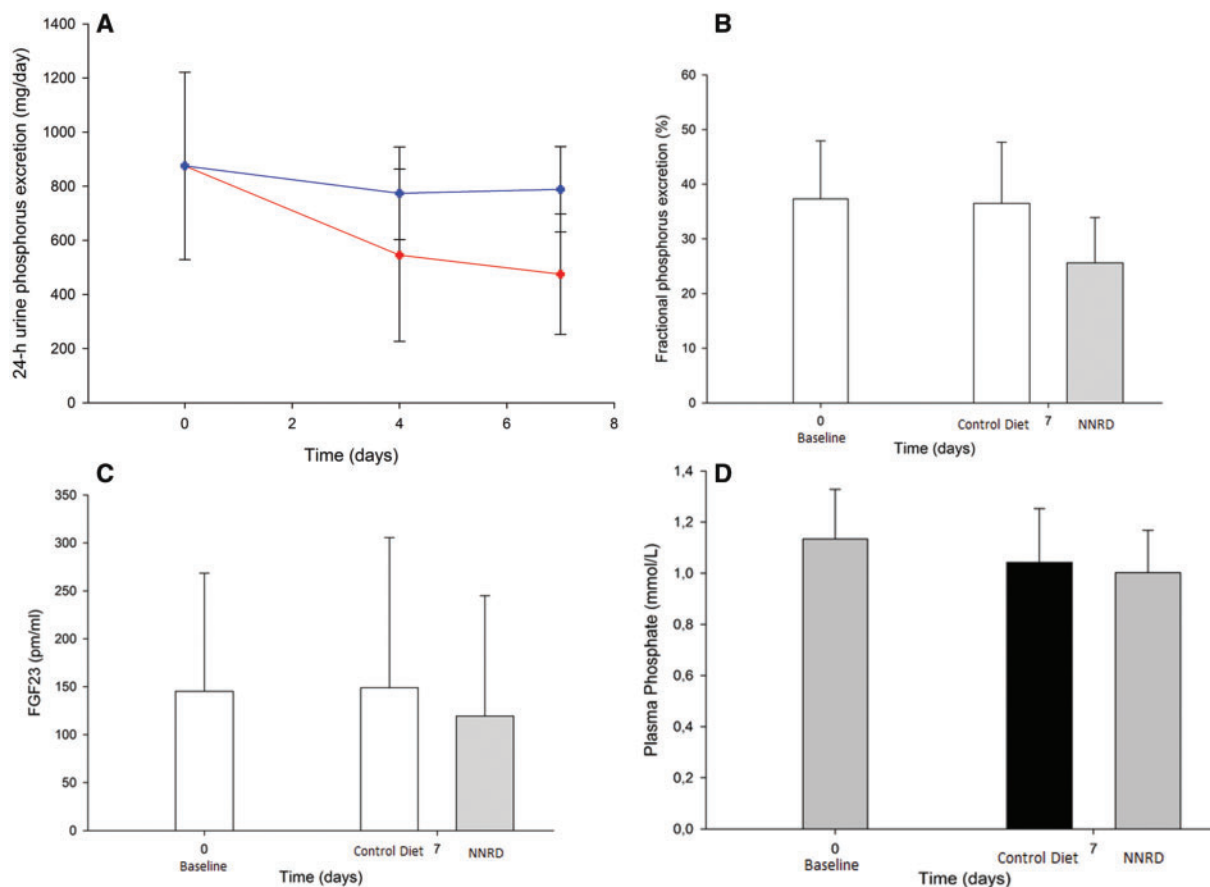 A
24-h urine phosphorus excretion (mg/day)
1400
1200
1000
800
600
400
200
0
0 2 4 6 8
Time (days)
B
Fractional phosphorus excretion (%)
60
50
40
30
20
10
0
0 Control Diet 7 NNRD
Baseline
Time (days)
C
FGF23 (pm/ml)
350
300
250
200
150
100
50
0
0 Control Diet 7 NNRD
Baseline
Time (days)
D
Plasma Phosphate (mmol/L)
1,4
1,2
1,0
0,8
0,6
0,4
0,2
0,0
0 Control Diet 7 NNRD
Baseline
Time (days)